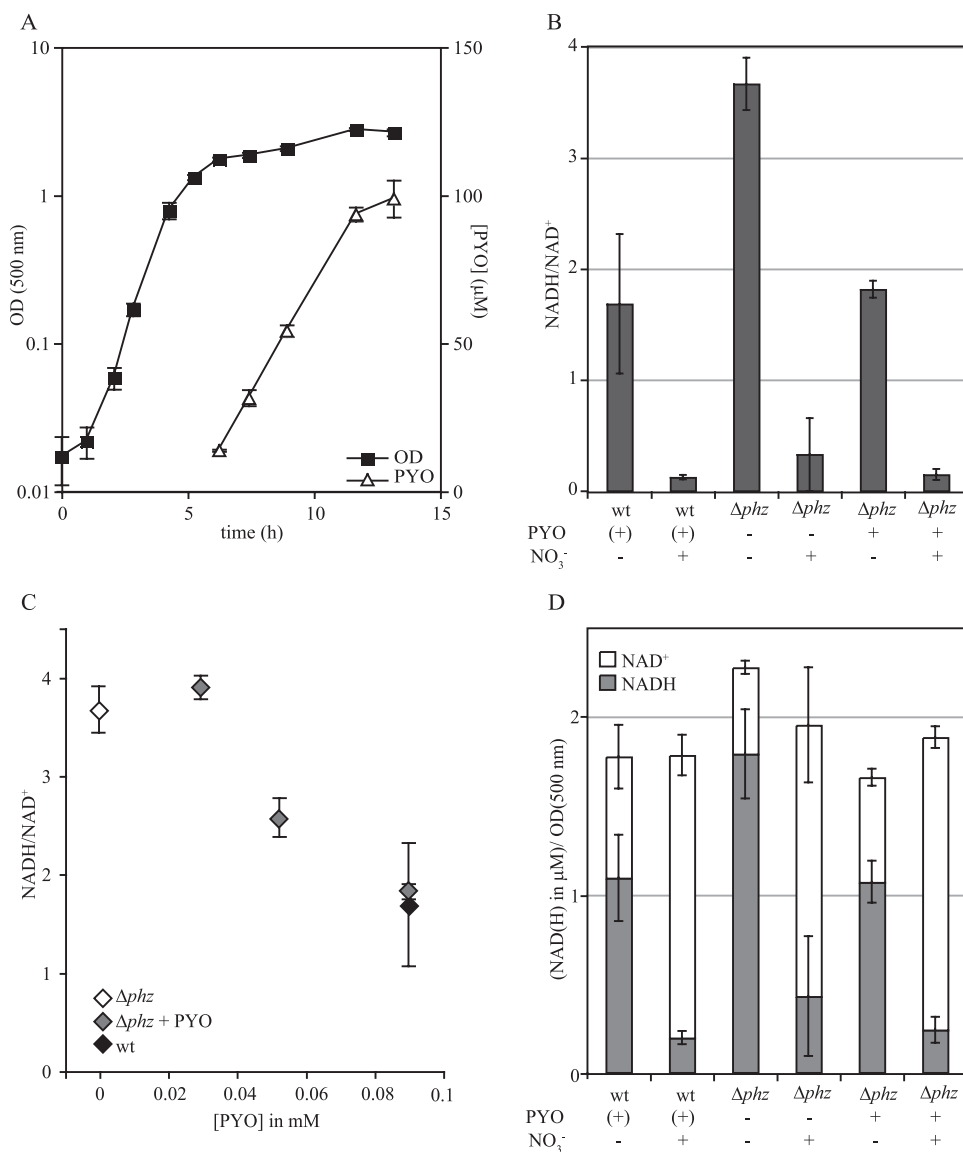 A
10
1
0.1
0.01
OD (500 nm)
150
100
50
0
[PYO] (µM)
OD
PYO
0 5 10 15
time (h)
B
4
3
2
1
0
NADH/NAD⁺
wt wt Δphz Δphz Δphz Δphz
PYO (+) (+) - - + +
NO₃⁻ - + - + - +
C
4
3
2
1
0
NADH/NAD⁺
Δphz
Δphz + PYO
wt
0 0.02 0.04 0.06 0.08 0.1
[PYO] in mM
D
NAD⁺
NADH
2
1
0
(NAD(H) in µM)/ OD(500 nm)
wt wt Δphz Δphz Δphz Δphz
PYO (+) (+) - - + +
NO₃⁻ - + - + - +